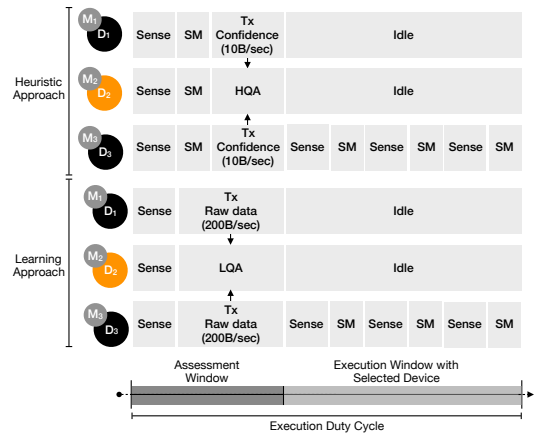 M1
D1
Sense
SM
Tx
Confidence
(10B/sec)
Idle
Heuristic
Approach
M2
D2
Sense
SM
HQA
Idle
M3
D3
Sense
SM
Tx
Confidence
(10B/sec)
Sense
SM
Sense
SM
Sense
SM
M1
D1
Sense
Tx
Raw data
(200B/sec)
Idle
Learning
Approach
M2
D2
Sense
LQA
Idle
M3
D3
Sense
Tx
Raw data
(200B/sec)
Sense
SM
Sense
SM
Sense
SM
Assessment
Window
Execution Window with
Selected Device
Execution Duty Cycle